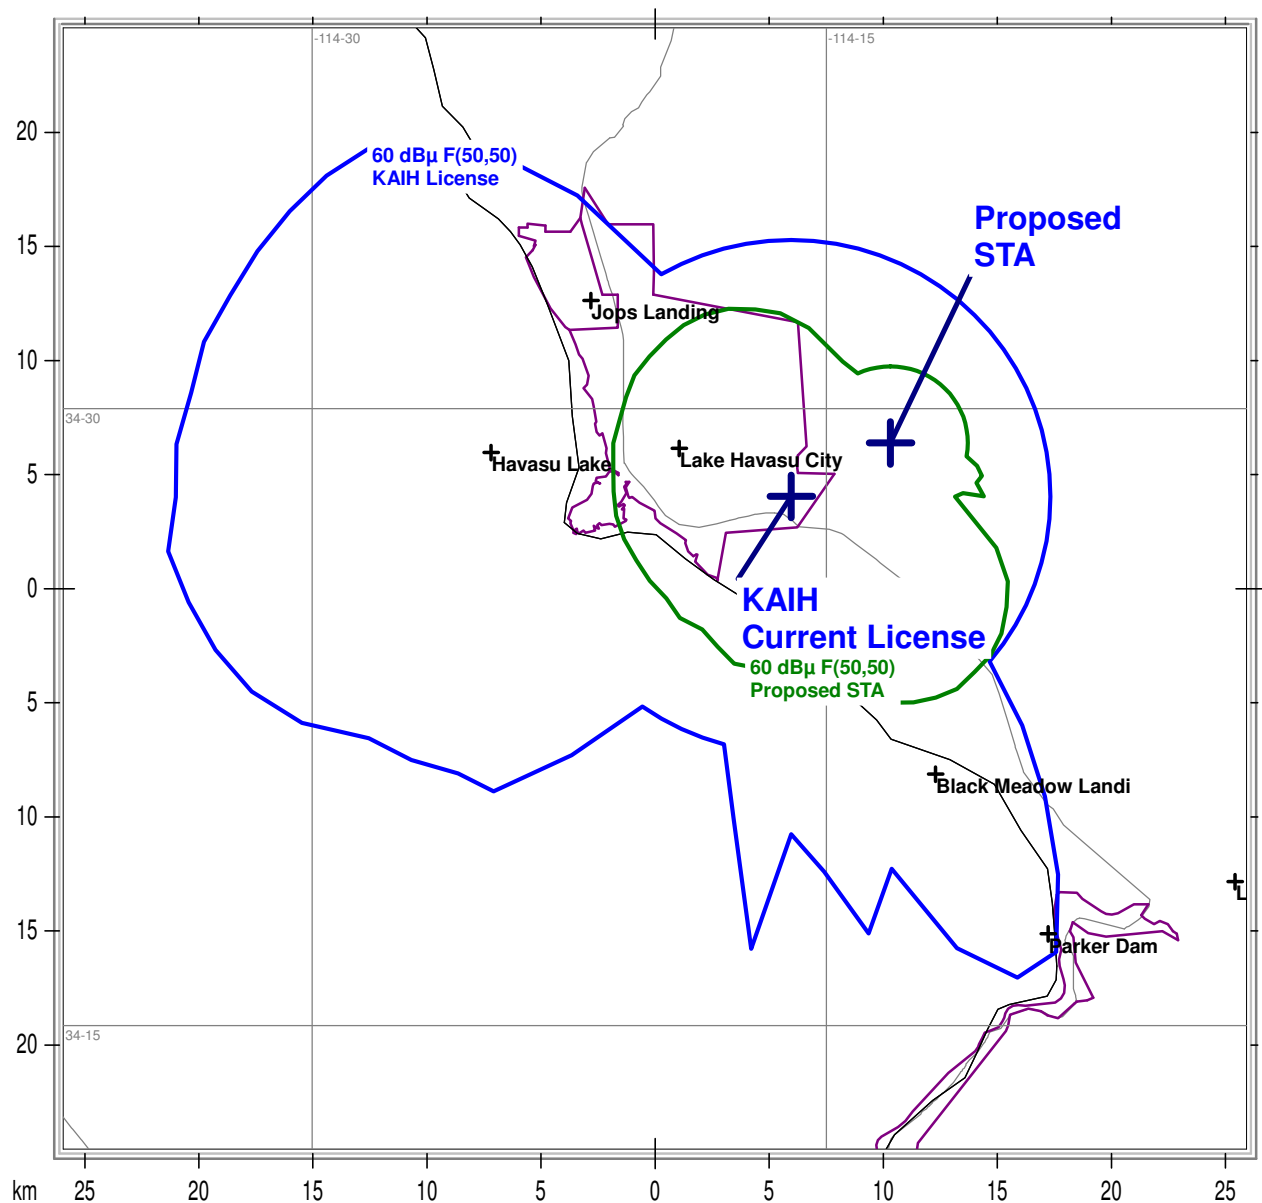 -114-30
-114-15
20
60 dBµ F(50,50)
KAIH License
Proposed
STA
15
Jops Landing
10
34-30
Lake Havasu City
Havasu Lake
5
0
KAIH
Current License
60 dBµ F(50,50)
Proposed STA
5
Black Meadow Landi
10
L
15
Parker Dam
34-15
20
km 25 20 15 10 5 0 5 10 15 20 25